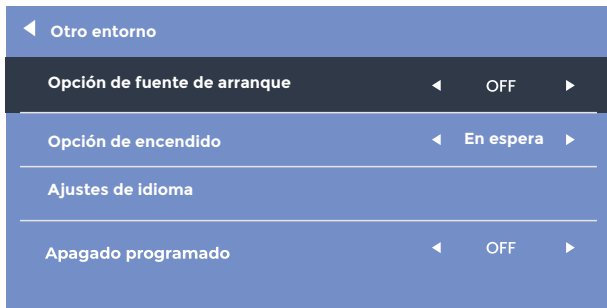 Otro entorno
Opción de fuente de arranque OFF
Opción de encendido En espera
Ajustes de idioma
Apagado programado OFF